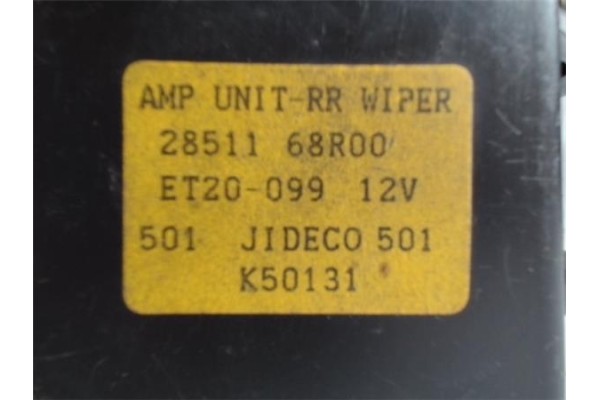 AMP UNIT-RR WIPER
28511 68R00
ET20-099 12V
501 JIDECO 501
K50131